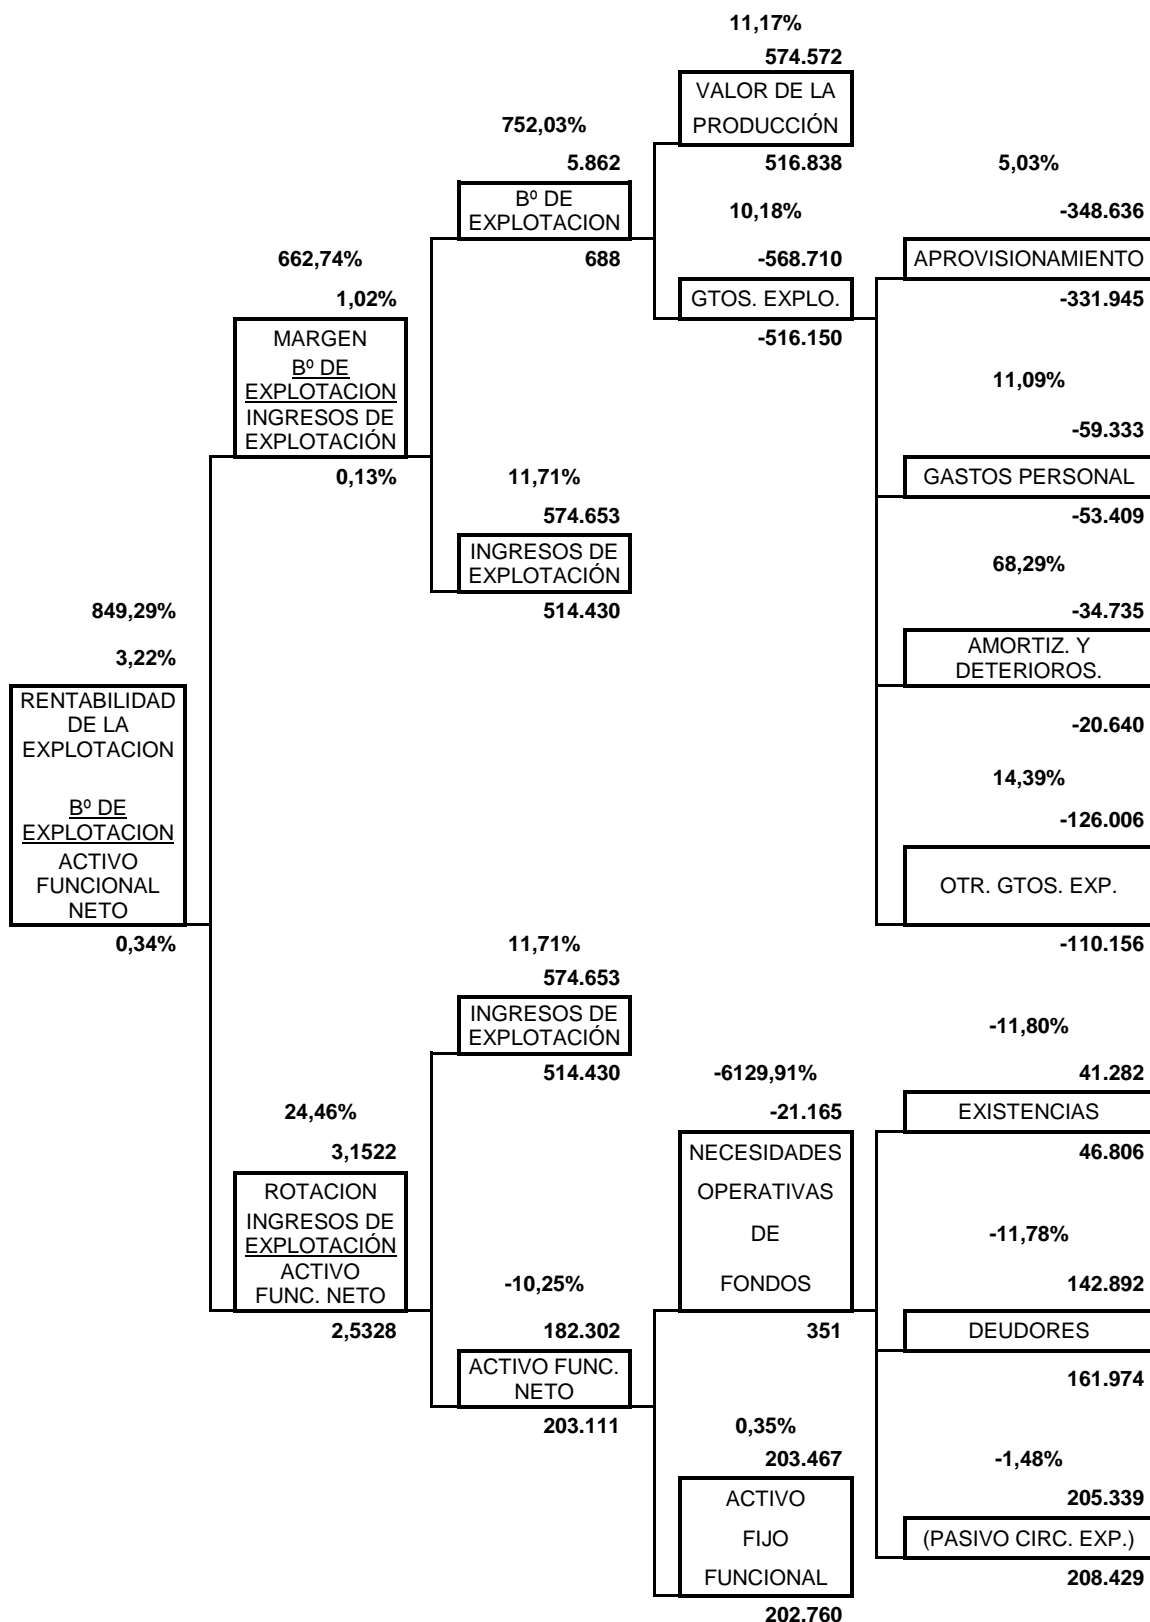 11,17%
574.572
VALOR DE LA
PRODUCCIÓN
516.838
752,03%
5.862
Bº DE
EXPLOTACION
688
10,18%
-568.710
GTOS. EXPLO.
-516.150
5,03%
-348.636
APROVISIONAMIENTO
-331.945
662,74%
1,02%
MARGEN
Bº DE
EXPLOTACION
INGRESOS DE
EXPLOTACIÓN
0,13%
11,71%
574.653
INGRESOS DE
EXPLOTACIÓN
514.430
11,09%
-59.333
GASTOS PERSONAL
-53.409
68,29%
-34.735
AMORTIZ. Y
DETERIOROS.
-20.640
14,39%
-126.006
OTR. GTOS. EXP.
-110.156
849,29%
3,22%
RENTABILIDAD
DE LA
EXPLOTACION
Bº DE
EXPLOTACION
ACTIVO
FUNCIONAL
NETO
0,34%
11,71%
574.653
INGRESOS DE
EXPLOTACIÓN
514.430
24,46%
3,1522
ROTACION
INGRESOS DE
EXPLOTACIÓN
ACTIVO
FUNC. NETO
2,5328
-10,25%
182.302
ACTIVO FUNC.
NETO
203.111
-6129,91%
-21.165
NECESIDADES
OPERATIVAS
DE
FONDOS
351
0,35%
203.467
ACTIVO
FIJO
FUNCIONAL
202.760
-11,80%
41.282
EXISTENCIAS
46.806
-11,78%
142.892
DEUDORES
161.974
-1,48%
205.339
(PASIVO CIRC. EXP.)
208.429